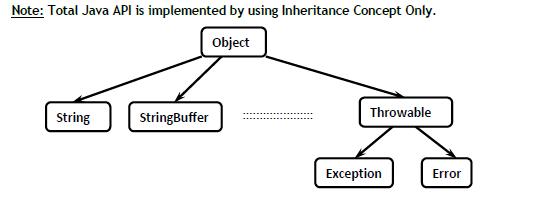 Note: Total Java API is implemented by using Inheritance Concept Only.
Object
String StringBuffer ::::::::::::::::::::: Throwable
Exception Error